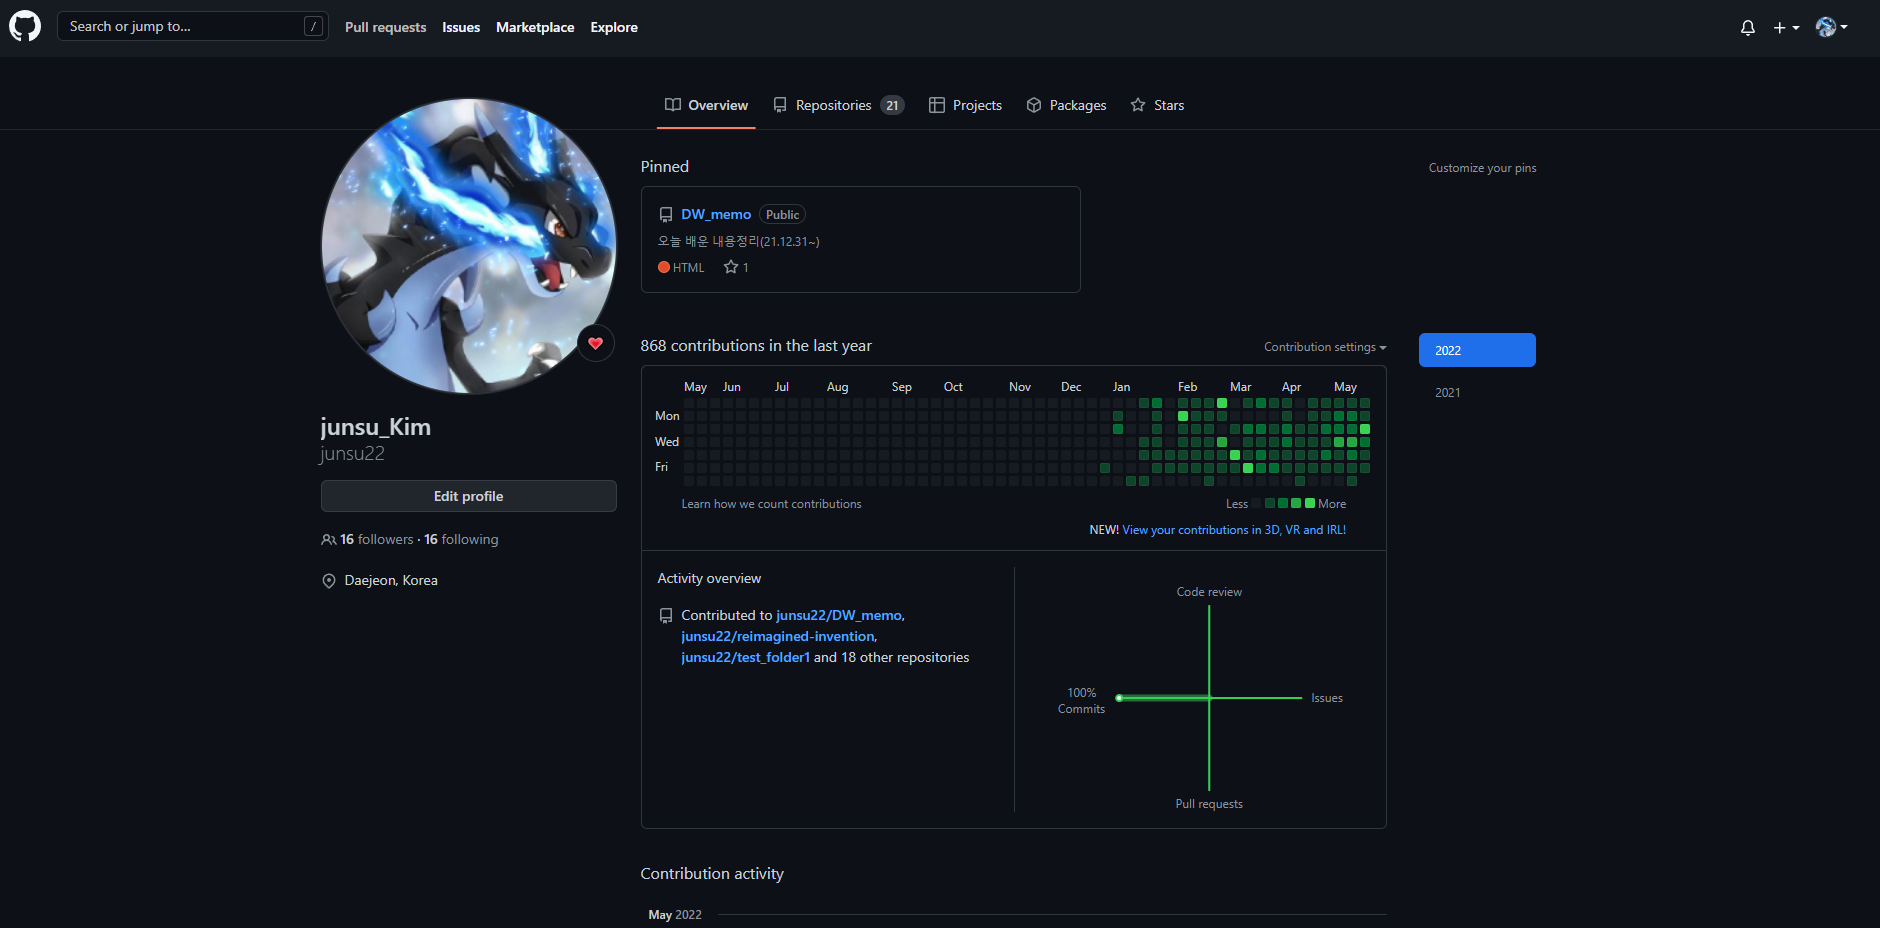 Search or jump to... /
Pull requests Issues Marketplace Explore
Overview Repositories 21 Projects Packages Stars
junsu_Kim
junsu22
Edit profile
16 followers · 16 following
Daejeon, Korea
Pinned
Customize your pins
DW_memo Public
오늘 배운 내용정리(21.12.31~)
HTML 1
868 contributions in the last year
Contribution settings
2022
2021
May Jun Jul Aug Sep Oct Nov Dec Jan Feb Mar Apr May
Mon
Wed
Fri
Learn how we count contributions
Less More
NEW! View your contributions in 3D, VR and IRL!
Activity overview
Contributed to junsu22/DW_memo,
junsu22/reimagined-invention,
junsu22/test_folder1 and 18 other repositories
Code review
100%
Commits
Issues
Pull requests
Contribution activity
May 2022